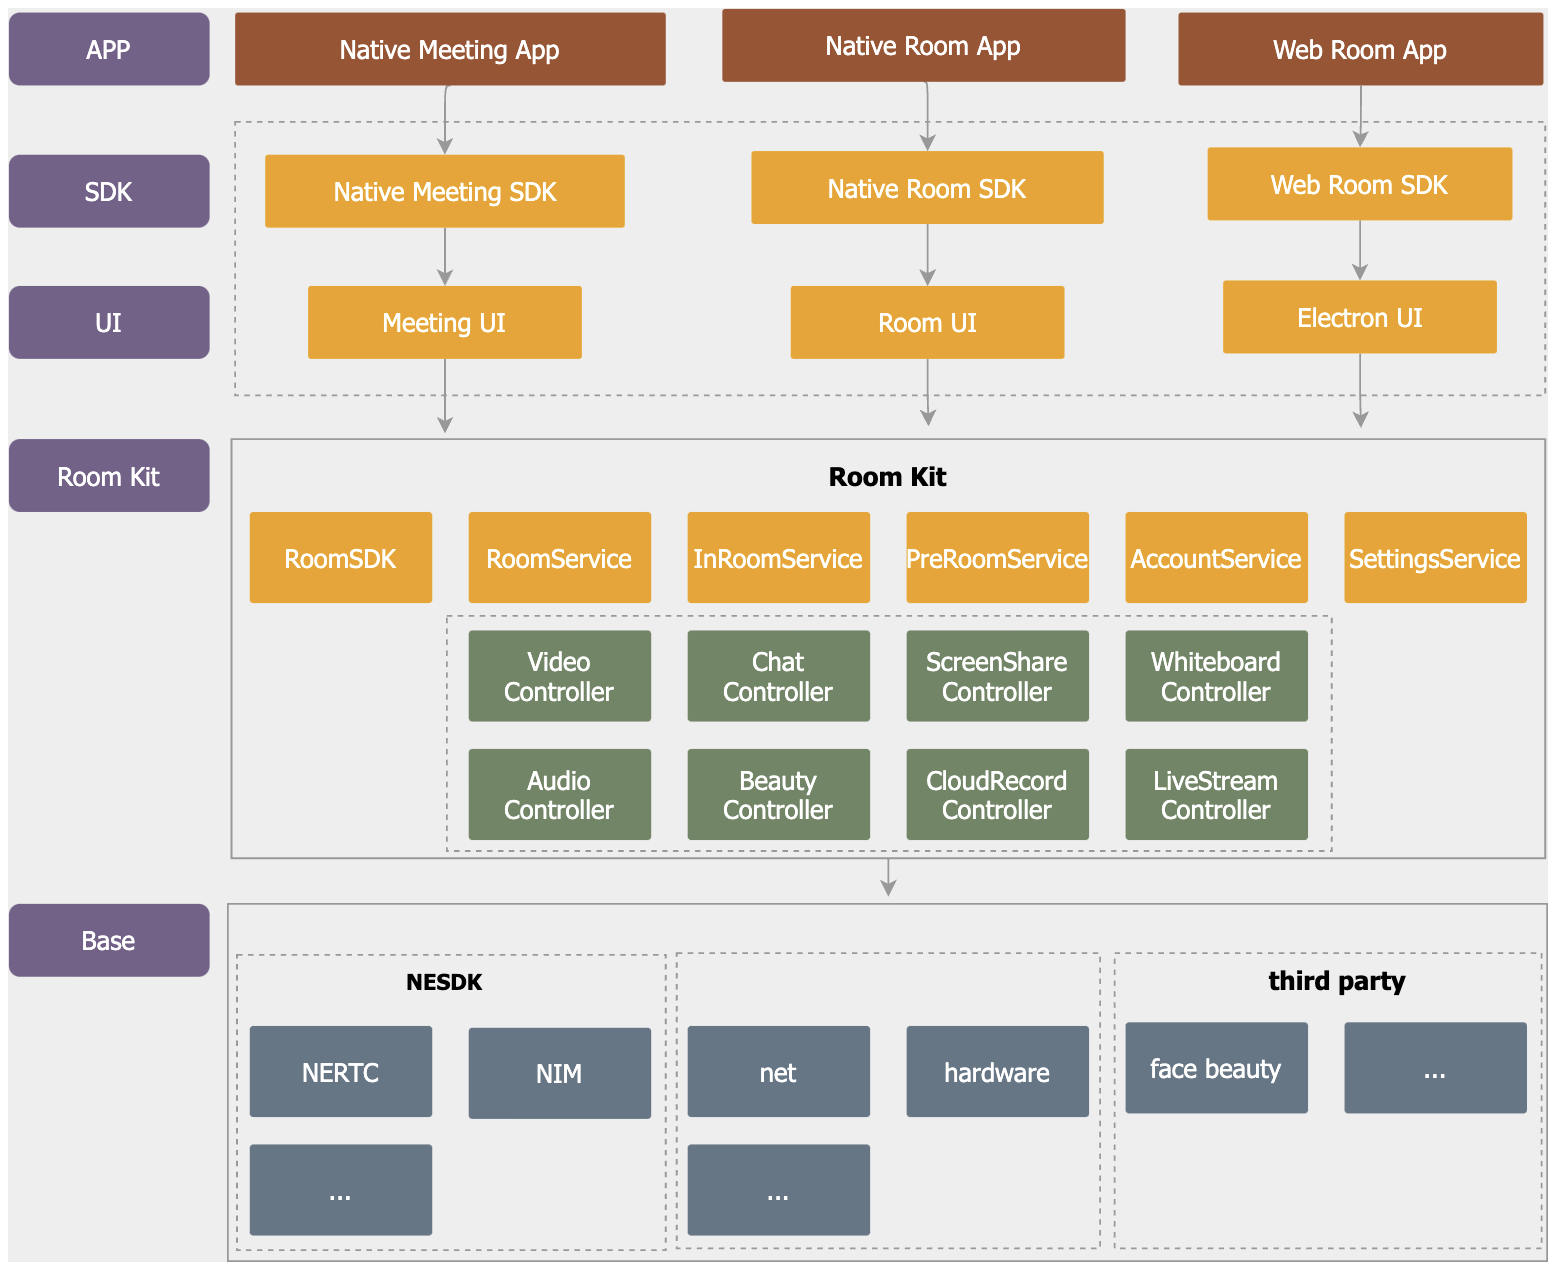 APP
Native Meeting App
Native Room App
Web Room App
SDK
Native Meeting SDK
Native Room SDK
Web Room SDK
UI
Meeting UI
Room UI
Electron UI
Room Kit
Room Kit
RoomSDK
RoomService
InRoomService
PreRoomService
AccountService
SettingsService
Video
Controller
Chat
Controller
ScreenShare
Controller
Whiteboard
Controller
Audio
Controller
Beauty
Controller
CloudRecord
Controller
LiveStream
Controller
Base
NESDK
NERTC
NIM
...
net
hardware
...
third party
face beauty
...